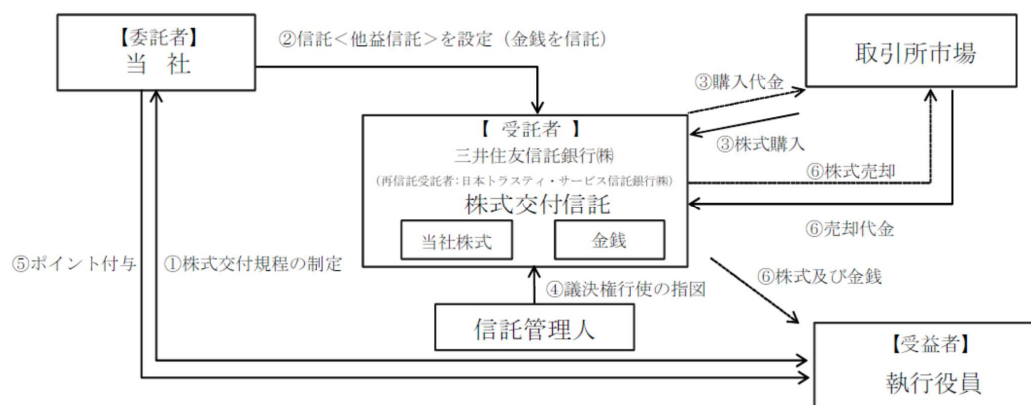 【委託者】
当 社
②信託<他益信託>を設定（金銭を信託）
取引所市場
③購入代金
③株式購入
【 受託者 】
三井住友信託銀行㈱
(再信託受託者:日本トラスティ・サービス信託銀行㈱)
株式交付信託
当社株式
金銭
⑥株式売却
⑥売却代金
⑤ポイント付与
①株式交付規程の制定
④議決権行使の指図
⑥株式及び金銭
信託管理人
【受益者】
執行役員